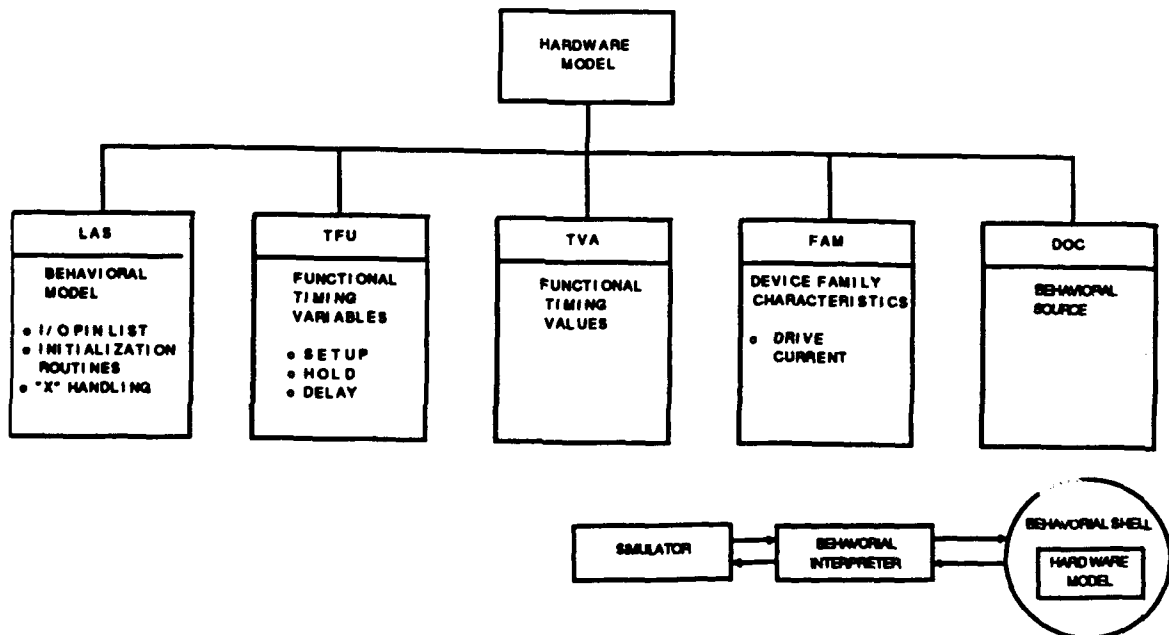 HARDWARE
MODEL
LAS
BEHAVIORAL
MODEL
• I/O PIN LIST
• INITIALIZATION
ROUTINES
• "X" HANDLING
TFU
FUNCTIONAL
TIMING
VARIABLES
• SETUP
• HOLD
• DELAY
TVA
FUNCTIONAL
TIMING
VALUES
FAM
DEVICE FAMILY
CHARACTERISTICS
• DRIVE
CURRENT
DOC
BEHAVIORAL
SOURCE
SIMULATOR
BEHAVORIAL
INTERPRETER
BEHAVORIAL SHELL
HARDWARE
MODEL